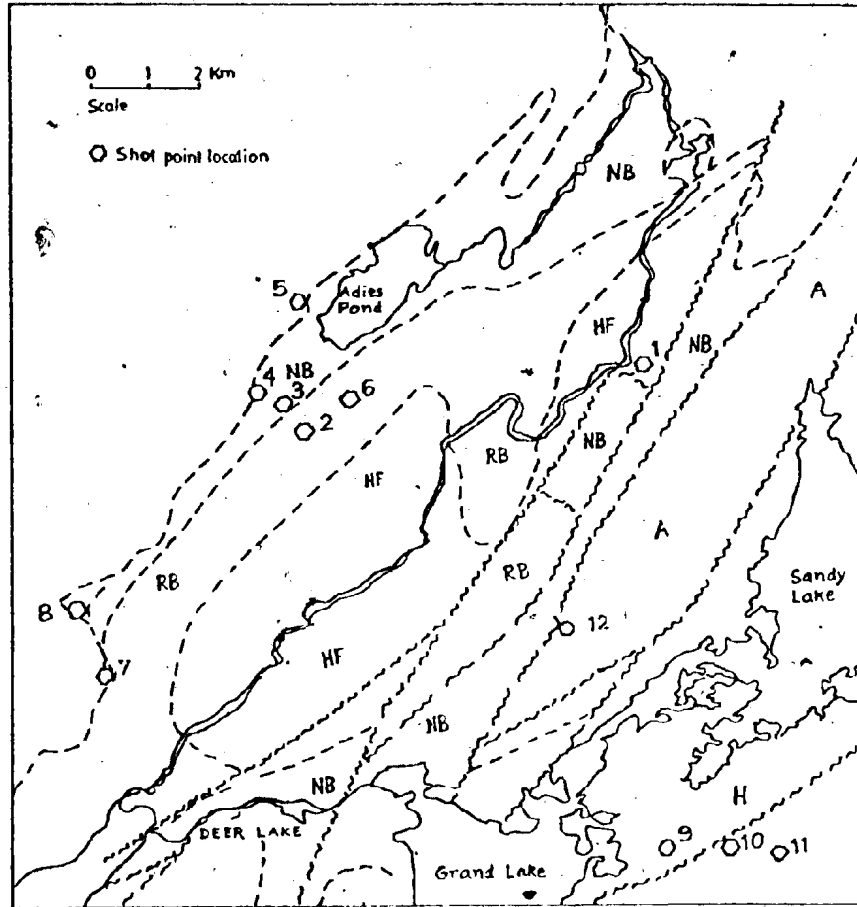 0 1 2 Km
Scale
Shot point location
NB
5
Adies
Pond
A
HF
1
NB
4
NB
3
6
2
NB
RB
HF
A
RB
RB
Sandy
Lake
8
12
HF
7
NB
NB
H
DEER LAKE
9
10
11
Grand Lake